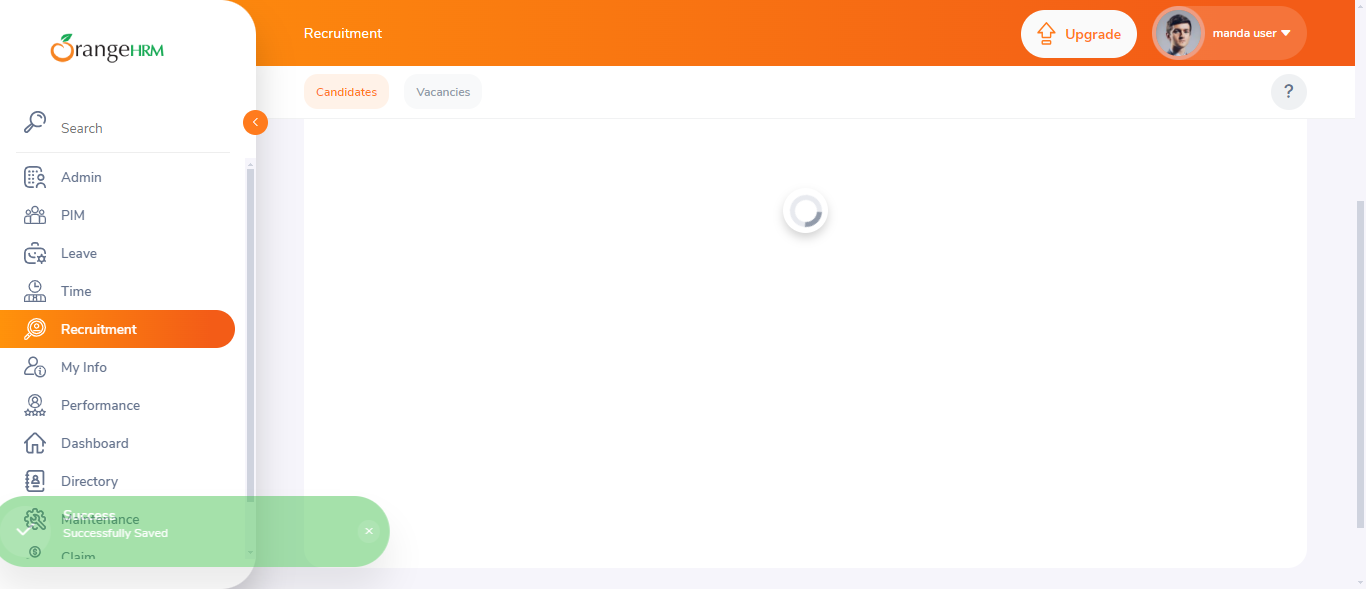 OrangeHRM
Search
Admin
PIM
Leave
Time
Recruitment
My Info
Performance
Dashboard
Directory
Maintenance
Claim
Recruitment
Upgrade
manda user
Candidates
Vacancies
?
Success
Successfully Saved